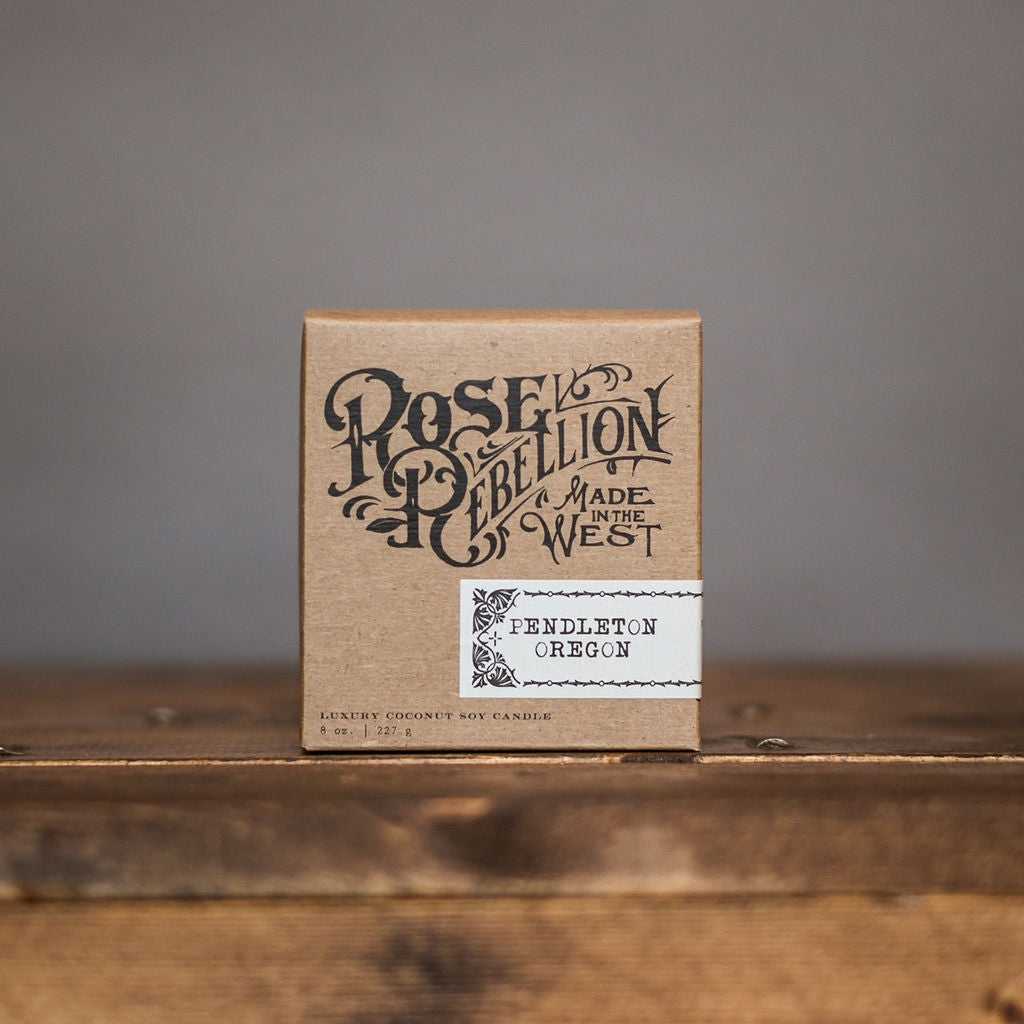 ROSE
REBELLION
MADE
IN THE
WEST
PENDLETON
OREGON
LUXURY COCONUT SOY CANDLE
8 oz. | 227 g